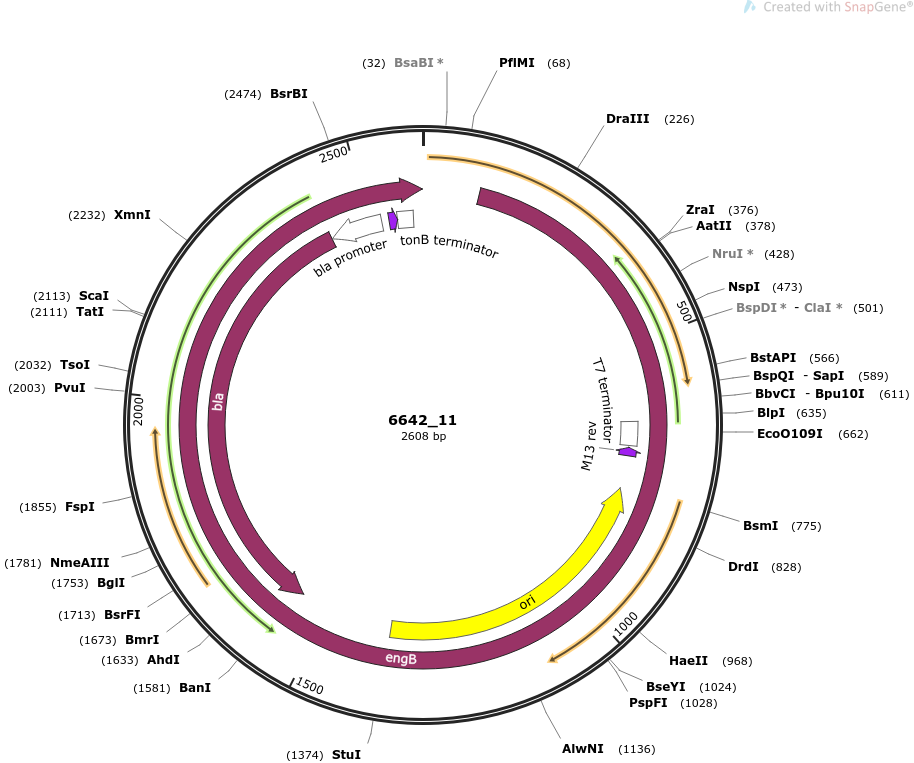 Created with SnapGene®
(32) BsaBI *
PflMI (68)
(2474) BsrBI
DraIII (226)
2500
ZraI (376)
(2232) XmnI
AatII (378)
tonB terminator
bla promoter
NruI * (428)
NspI (473)
(2113) ScaI
500
BspDI * - ClaI * (501)
(2111) TatI
BstAPI (566)
(2032) TsoI
BspQI - SapI (589)
(2003) PvuI
BbvCI - Bpu10I (611)
T7 terminator
bla
2000
BlpI (635)
6642_11
EcoO109I (662)
2608 bp
M13 rev
(1855) FspI
BsmI (775)
(1781) NmeAIII
DrdI (828)
(1753) BglI
ori
(1713) BsrFI
1000
(1673) BmrI
(1633) AhdI
engB
HaeII (968)
(1581) BanI
1500
BseYI (1024)
PspFI (1028)
(1374) StuI
AlwNI (1136)